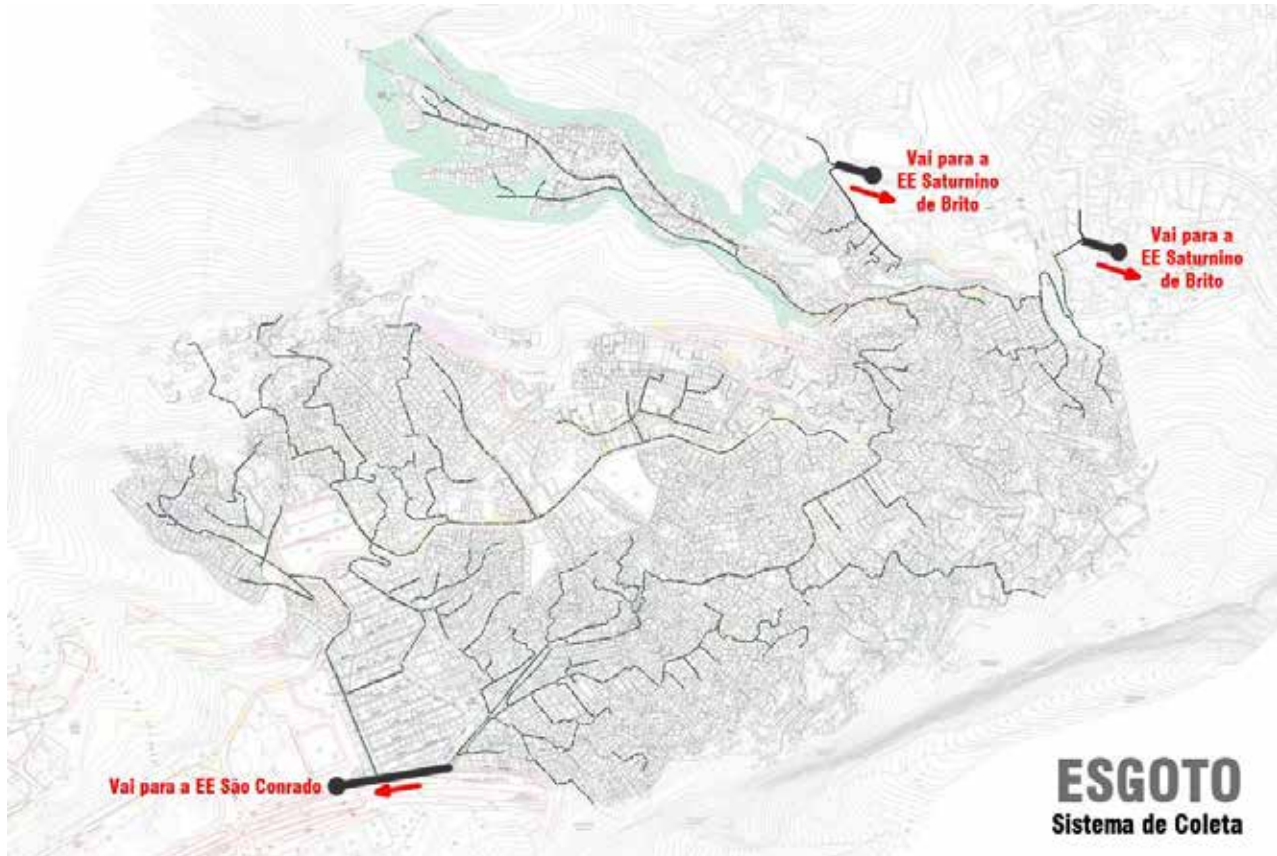 Vai para a
EE Saturnino
de Brito
Vai para a
EE Saturnino
de Brito
Vai para a EE São Conrado
ESGOTO
Sistema de Coleta